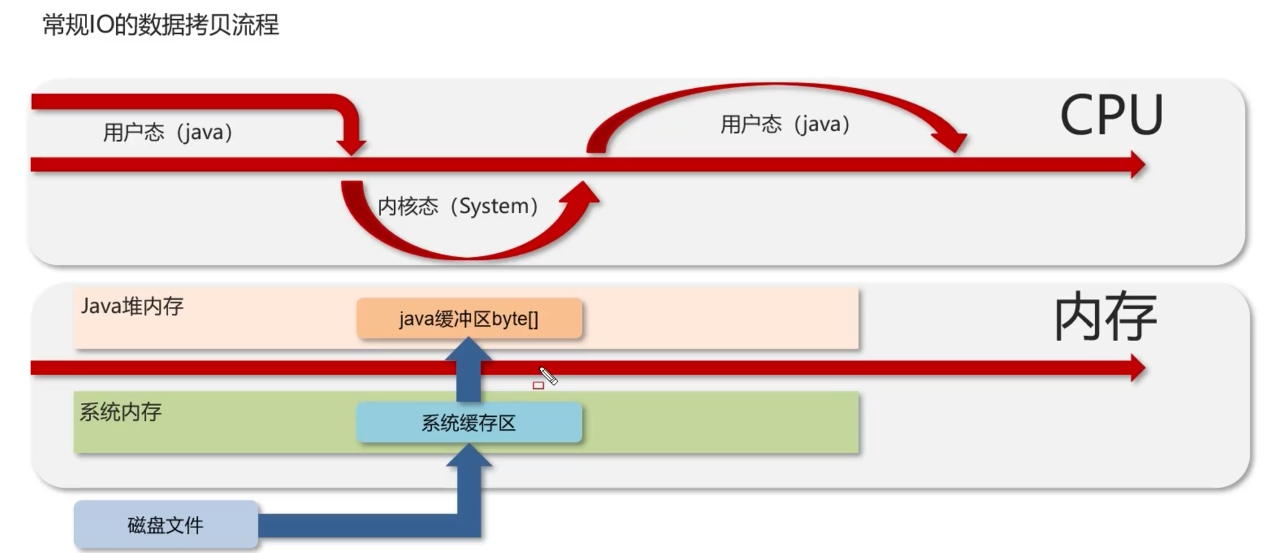 常规IO的数据拷贝流程
CPU
用户态（java）
用户态（java）
内核态（System）
内存
Java堆内存
java缓冲区byte[]
系统内存
系统缓存区
磁盘文件